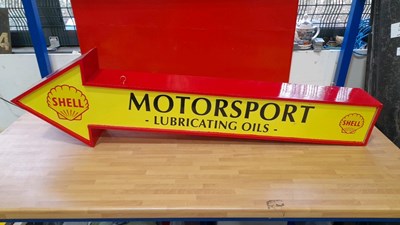 SHELL
MOTORSPORT
- LUBRICATING OILS -
SHELL